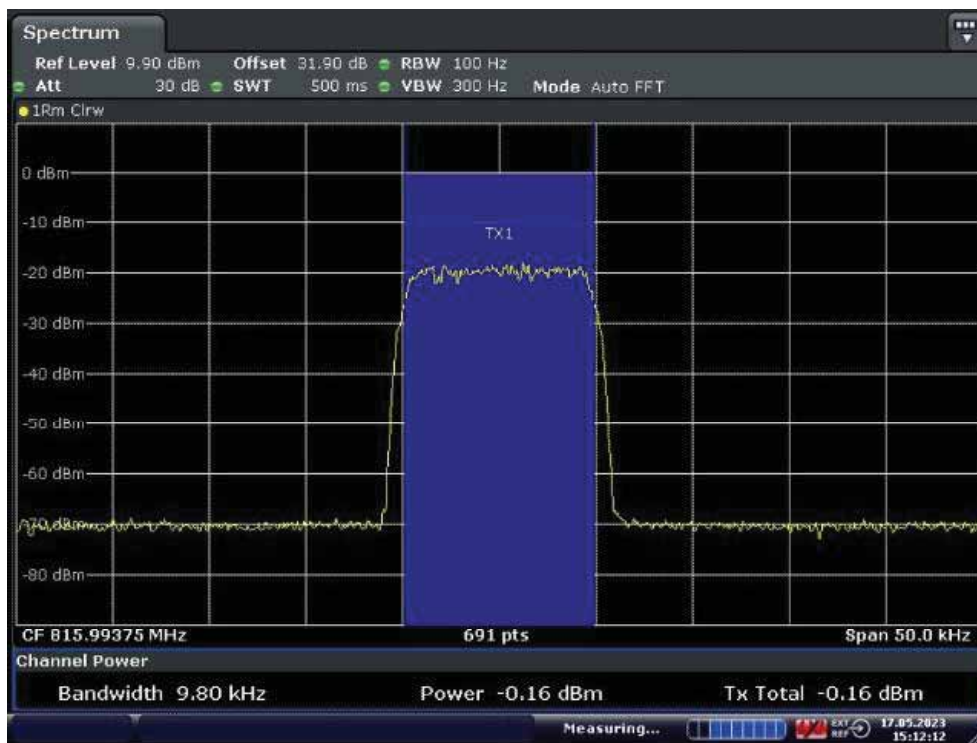 Spectrum
Ref Level 9.90 dBm Offset 31.90 dB RBW 100 Hz
Att 30 dB SWT 500 ms VBW 300 Hz Mode Auto FFT
1Rm Clrw
0 dBm
-10 dBm
TX1
-20 dBm
-30 dBm
-40 dBm
-50 dBm
-60 dBm
-70 dBm
-80 dBm
CF 815.99375 MHz 691 pts Span 50.0 kHz
Channel Power
Bandwidth 9.80 kHz Power -0.16 dBm Tx Total -0.16 dBm
Measuring... EXT REF 17.05.2023
15:12:12